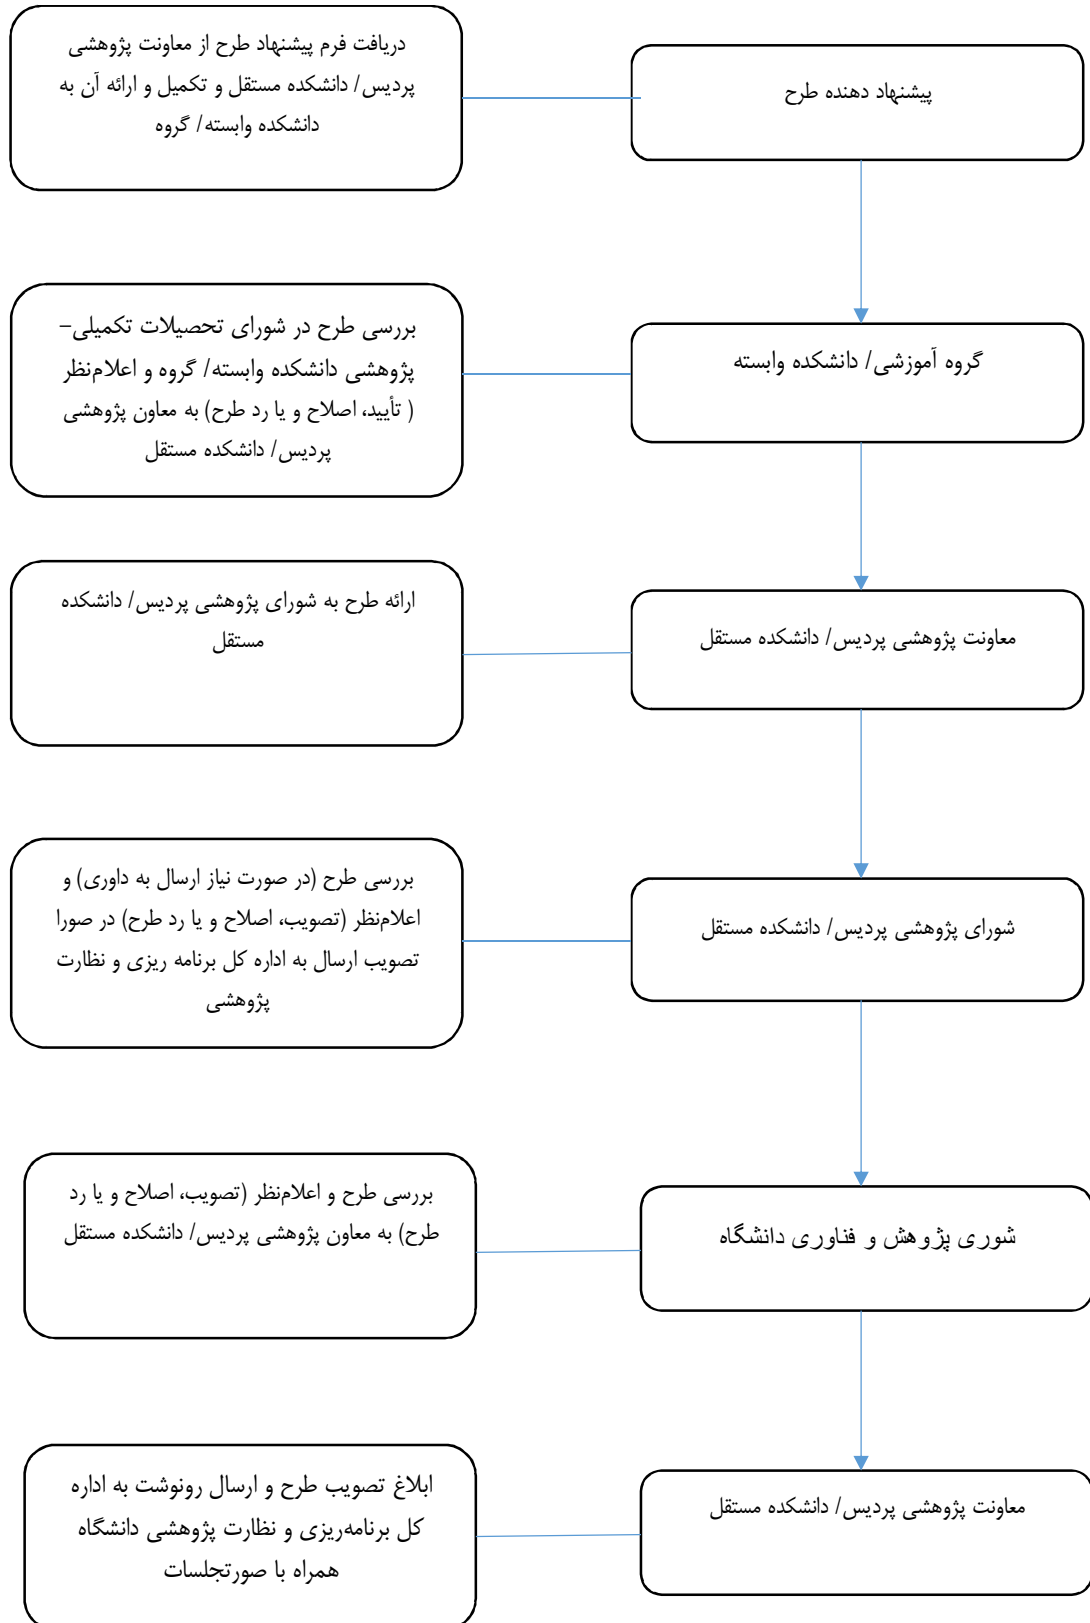 پیشنهاد دهنده طرح
دریافت فرم پیشنهاد طرح از معاونت پژوهشی
پردیس/ دانشکده مستقل و تکمیل و ارائه آن به
دانشکده وابسته/ گروه
گروه آموزشی/ دانشکده وابسته
بررسی طرح در شورای تحصیلات تکمیلی-
پژوهشی دانشکده وابسته/ گروه و اعلام‌نظر
( تأیید، اصلاح و یا رد طرح) به معاون پژوهشی
پردیس/ دانشکده مستقل
معاونت پژوهشی پردیس/ دانشکده مستقل
ارائه طرح به شورای پژوهشی پردیس/ دانشکده
مستقل
شورای پژوهشی پردیس/ دانشکده مستقل
بررسی طرح (در صورت نیاز ارسال به داوری) و
اعلام‌نظر (تصویب، اصلاح و یا رد طرح) در صورا
تصویب ارسال به اداره کل برنامه ریزی و نظارت
پژوهشی
شوری پژوهش و فناوری دانشگاه
بررسی طرح و اعلام‌نظر (تصویب، اصلاح و یا رد
طرح) به معاون پژوهشی پردیس/ دانشکده مستقل
معاونت پژوهشی پردیس/ دانشکده مستقل
ابلاغ تصویب طرح و ارسال رونوشت به اداره
کل برنامه‌ریزی و نظارت پژوهشی دانشگاه
همراه با صورتجلسات